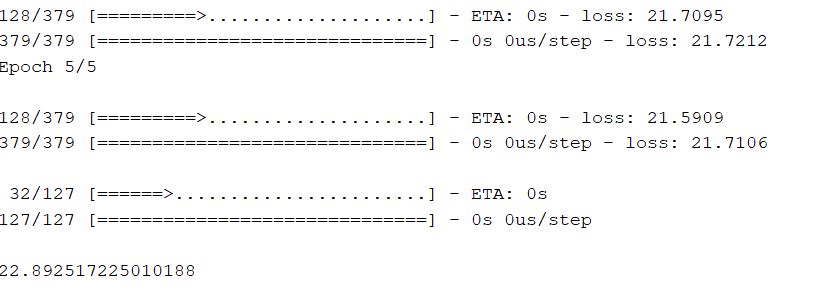 128/379 [=========>....................] - ETA: 0s - loss: 21.7095
379/379 [==============================] - 0s 0us/step - loss: 21.7212
Epoch 5/5
128/379 [=========>....................] - ETA: 0s - loss: 21.5909
379/379 [==============================] - 0s 0us/step - loss: 21.7106
32/127 [======>.......................] - ETA: 0s
127/127 [==============================] - 0s 0us/step
22.892517225010188